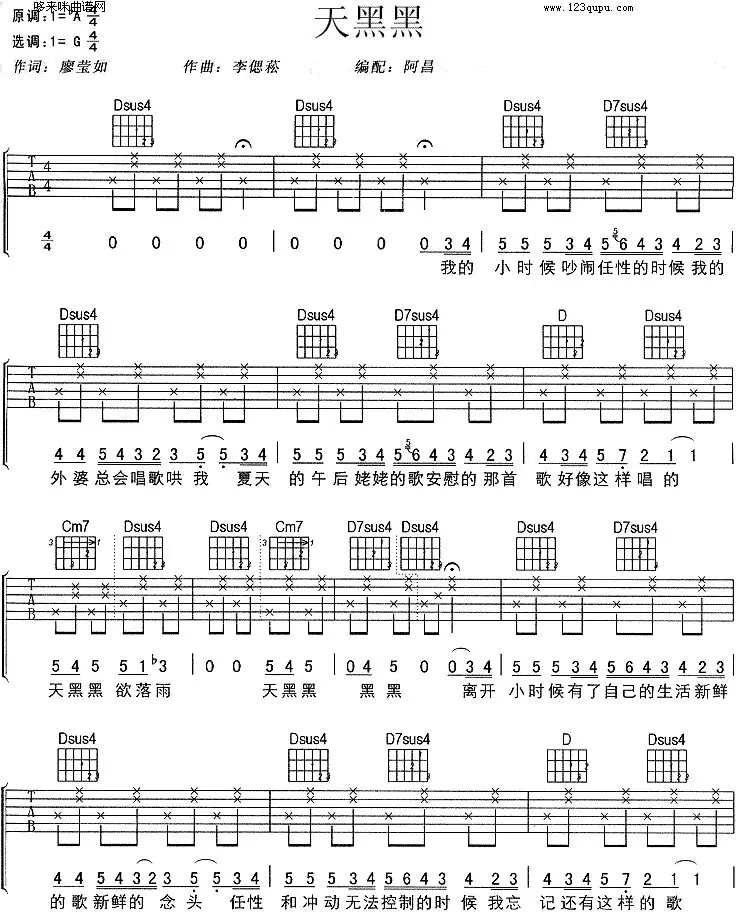 哆来咪曲谱网
www.123qupu.com
天黑黑
原调:1=♭A 4/4
选调:1=G 4/4
作词:廖莹如 作曲:李偲菘 编配:阿昌
Dsus4 Dsus4 Dsus4 D7sus4
T A B 4/4
4/4 0 0 0 0 | 0 0 0 0 3 4 | 5 5 5 3 4 5 6 4 3 4 2 3
我的 小时候吵闹任性的时候我的
Dsus4 Dsus4 D7sus4 D Dsus4
T A B
4 4 5 4 3 2 3 5 5 3 4 | 5 5 5 3 4 5 6 4 3 4 2 3 | 4 3 4 5 7 2 1 1
外婆总会唱歌哄我 夏天 的午后姥姥的歌安慰的那首 歌好像这样唱的
Cm7 Dsus4 Dsus4 Cm7 D7sus4 Dsus4 Dsus4 D7sus4
T A B
5 4 5 5 1 ♭3 | 0 0 5 4 5 | 0 4 5 0 0 3 4 | 5 5 5 3 4 5 6 4 3 4 2 3
天黑黑 欲落雨 天黑黑 黑黑 离开 小时候有了自己的生活新鲜
Dsus4 Dsus4 D7sus4 D Dsus4
T A B
4 4 5 4 3 2 3 5 5 3 4 | 5 5 5 3 4 5 6 4 3 4 2 3 | 4 3 4 5 7 2 1 1
的歌新鲜的 念头 任性 和冲动无法控制的时 候我忘 记还有这样的歌